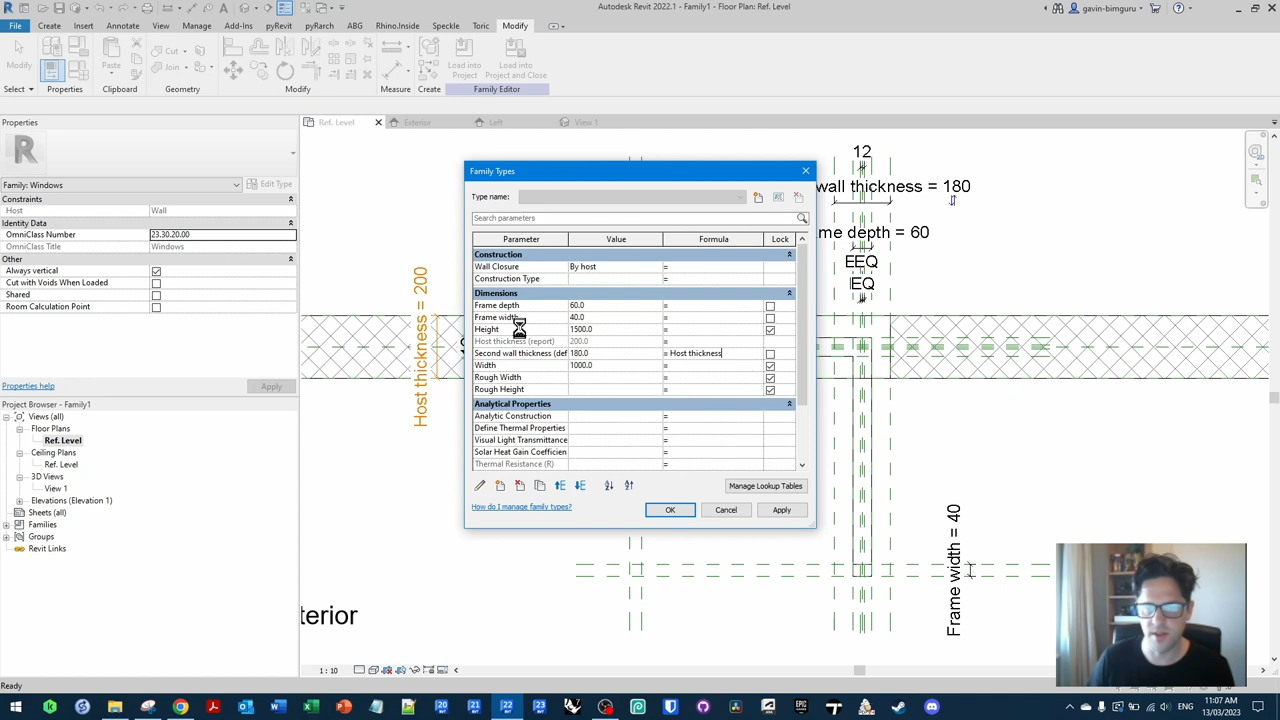 Autodesk Revit 2022.1 - Family1 - Floor Plan: Ref. Level
gavin-bimguru
File Create Insert Annotate View Manage Add-Ins pyRevit pyRarch ABG Rhino.Inside Speckle Toric Modify
Modify Paste Cut Join Load into Project Load into Project and Close
Select Properties Clipboard Geometry Modify Measure Create Family Editor
Properties
Ref. Level Exterior Left View 1
Family: Windows Edit Type
Constraints
Host Wall
Identity Data
OmniClass Number 23.30.20.00
OmniClass Title Windows
Other
Always vertical
Cut with Voids When Loaded
Shared
Room Calculation Point
Properties help Apply
Project Browser - Family1
Views (all)
Floor Plans
Ref. Level
Ceiling Plans
Ref. Level
3D Views
View 1
Elevations (Elevation 1)
Sheets (all)
Families
Groups
Revit Links
Family Types
Type name:
Search parameters
Parameter Value Formula Lock
Construction
Wall Closure By host =
Construction Type =
Dimensions
Frame depth 60.0 =
Frame width 40.0 =
Height 1500.0 =
Host thickness (report) 200.0 =
Second wall thickness (def 180.0 = Host thickness
Width 1000.0 =
Rough Width =
Rough Height =
Analytical Properties
Analytic Construction =
Define Thermal Properties =
Visual Light Transmittance =
Solar Heat Gain Coefficien =
Thermal Resistance (R) =
Manage Lookup Tables
How do I manage family types? OK Cancel Apply
12
wall thickness = 180
me depth = 60
EEQ
EQ
Host thickness = 200
Frame width = 40
terior
1 : 10
Ready
20 21 22 23
ENG 11:07 AM
13/03/2023